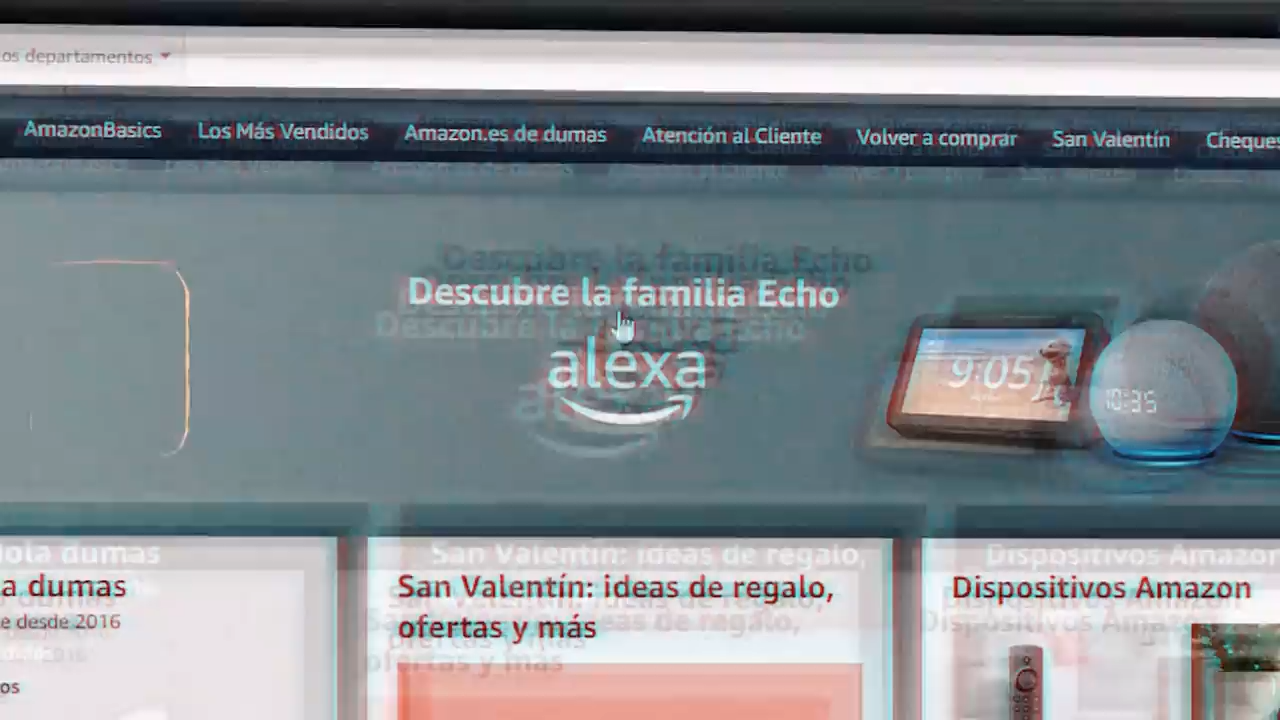 os departamentos
AmazonBasics Los Más Vendidos Amazon.es de dumas Atención al Cliente Volver a comprar San Valentín Cheques
Descubre la familia Echo
alexa
9:05
10:35
a dumas
e desde 2016
os
San Valentín: ideas de regalo,
ofertas y más
Dispositivos Amazon